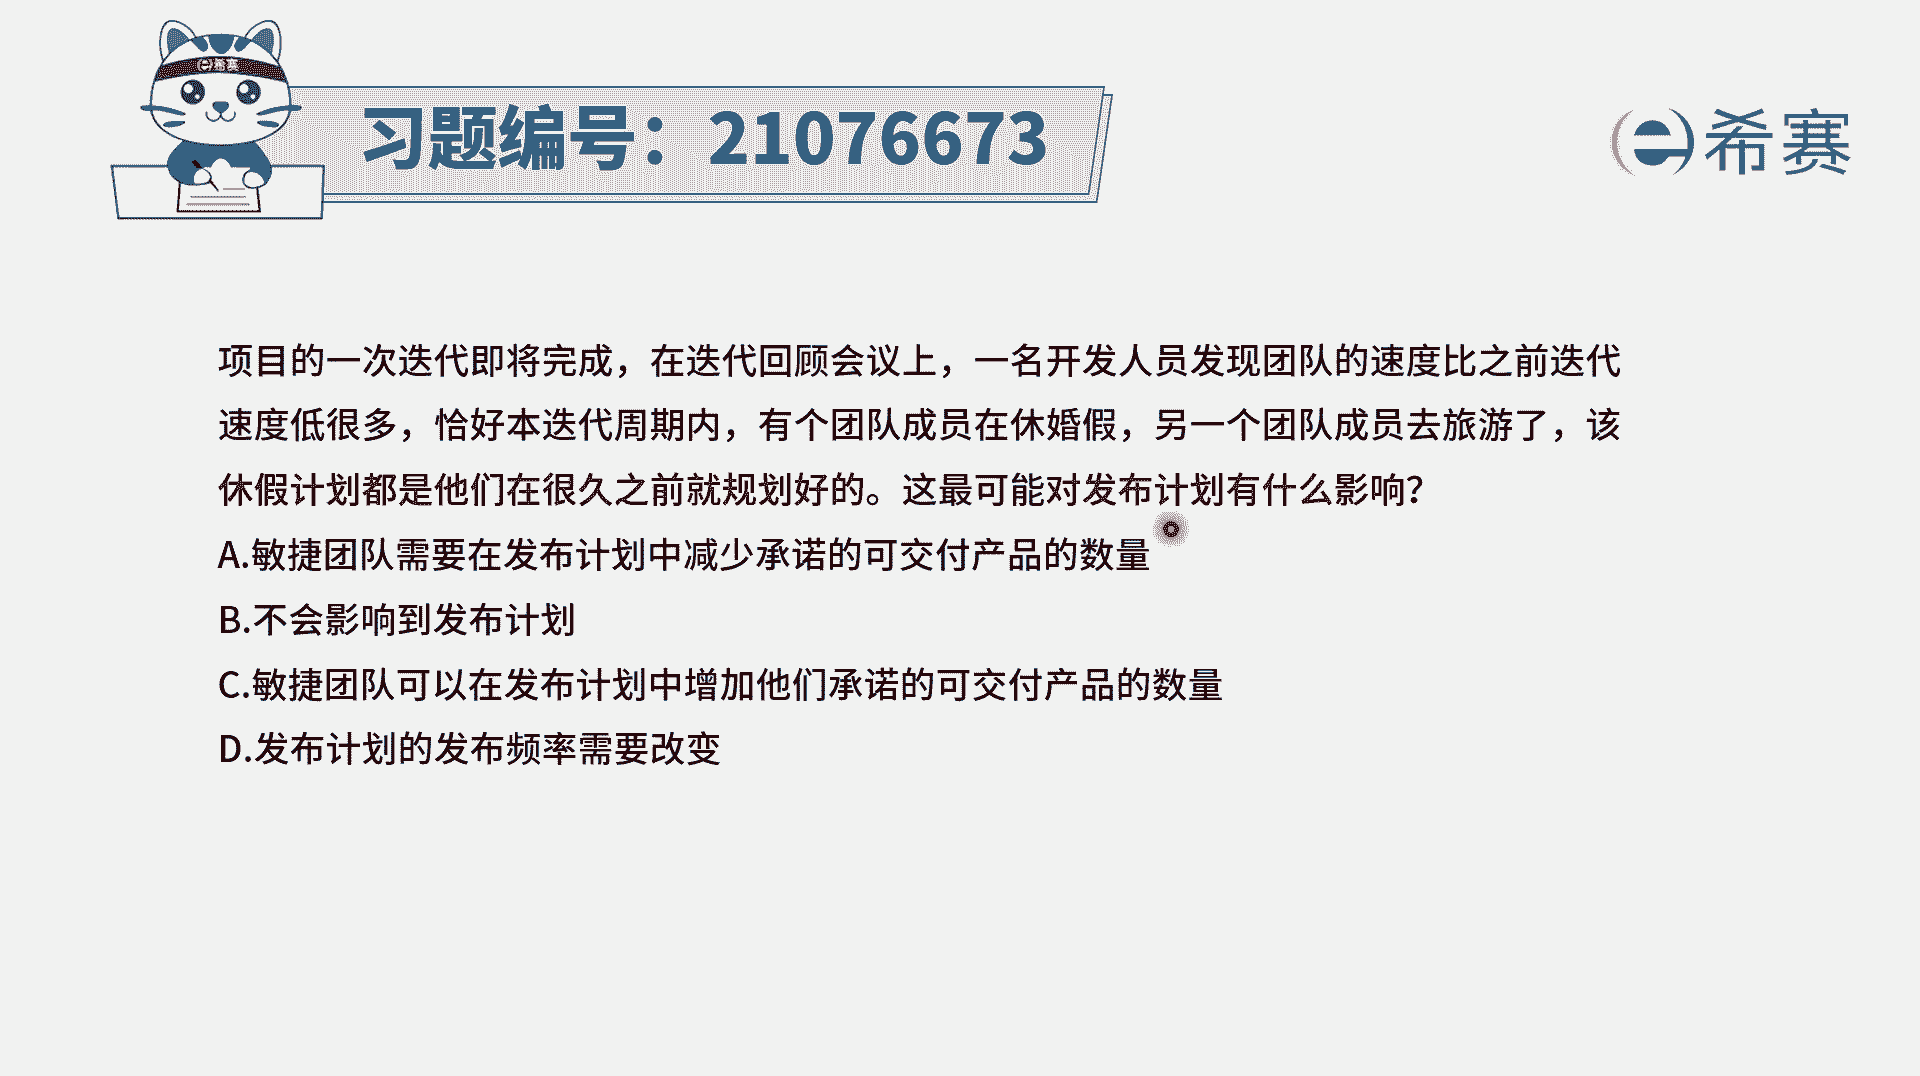 希赛
习题编号：21076673
希赛
项目的一次迭代即将完成，在迭代回顾会议上，一名开发人员发现团队的速度比之前迭代
速度低很多，恰好本迭代周期内，有个团队成员在休婚假，另一个团队成员去旅游了，该
休假计划都是他们在很久之前就规划好的。这最可能对发布计划有什么影响？
A.敏捷团队需要在发布计划中减少承诺的可交付产品的数量
B.不会影响到发布计划
C.敏捷团队可以在发布计划中增加他们承诺的可交付产品的数量
D.发布计划的发布频率需要改变